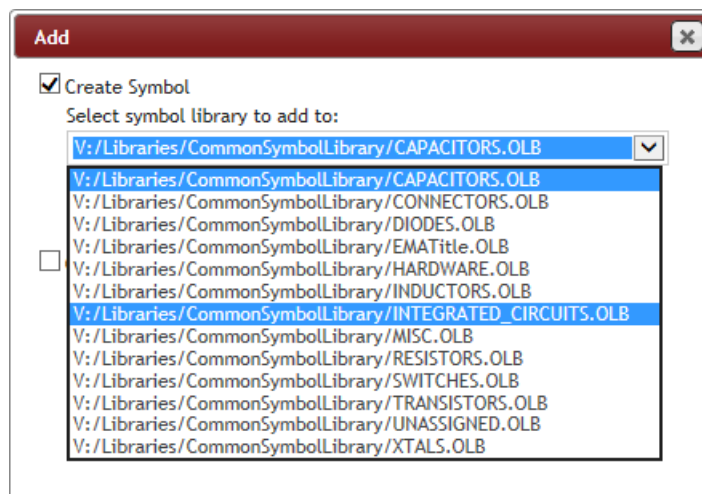 Add
Create Symbol
Select symbol library to add to:
V:/Libraries/CommonSymbolLibrary/CAPACITORS.OLB
V:/Libraries/CommonSymbolLibrary/CAPACITORS.OLB
V:/Libraries/CommonSymbolLibrary/CONNECTORS.OLB
V:/Libraries/CommonSymbolLibrary/DIODES.OLB
V:/Libraries/CommonSymbolLibrary/EMATitle.OLB
V:/Libraries/CommonSymbolLibrary/HARDWARE.OLB
V:/Libraries/CommonSymbolLibrary/INDUCTORS.OLB
V:/Libraries/CommonSymbolLibrary/INTEGRATED_CIRCUITS.OLB
V:/Libraries/CommonSymbolLibrary/MISC.OLB
V:/Libraries/CommonSymbolLibrary/RESISTORS.OLB
V:/Libraries/CommonSymbolLibrary/SWITCHES.OLB
V:/Libraries/CommonSymbolLibrary/TRANSISTORS.OLB
V:/Libraries/CommonSymbolLibrary/UNASSIGNED.OLB
V:/Libraries/CommonSymbolLibrary/XTALS.OLB